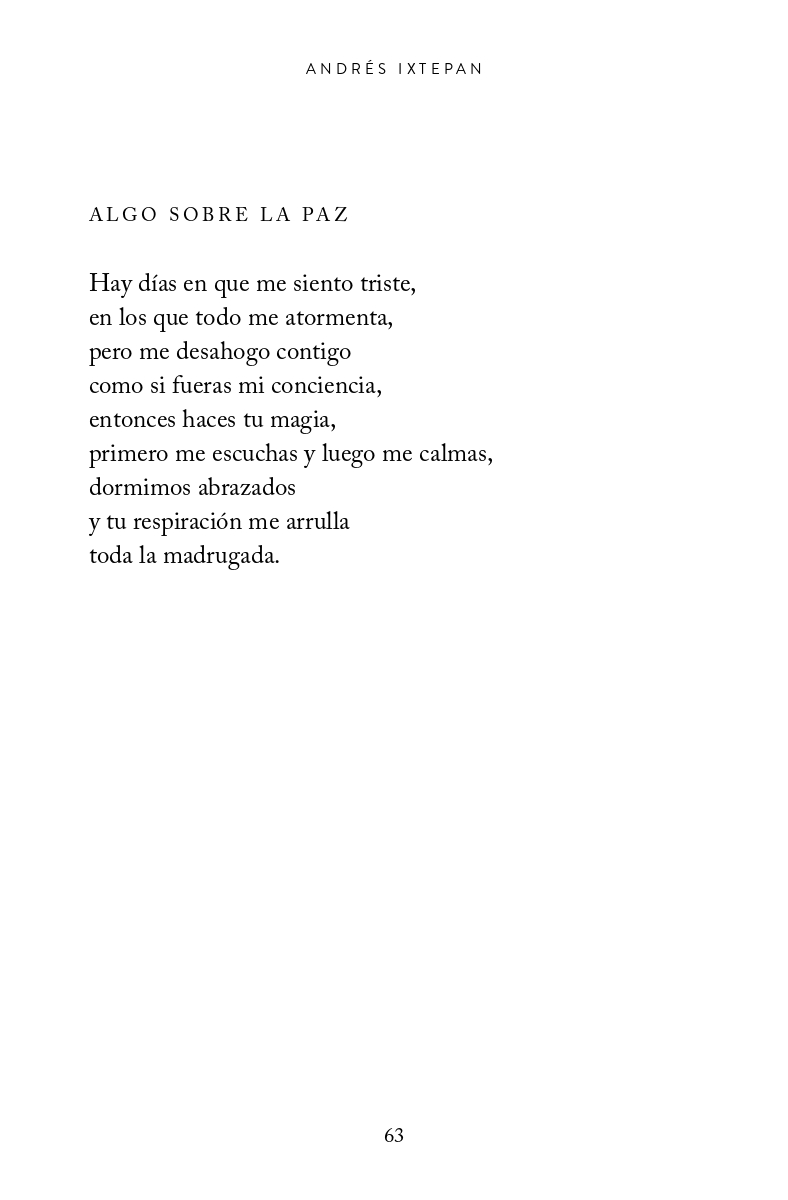 ANDRÉS IXTEPAN
ALGO SOBRE LA PAZ
Hay días en que me siento triste,
en los que todo me atormenta,
pero me desahogo contigo
como si fueras mi conciencia,
entonces haces tu magia,
primero me escuchas y luego me calmas,
dormimos abrazados
y tu respiración me arrulla
toda la madrugada.
63